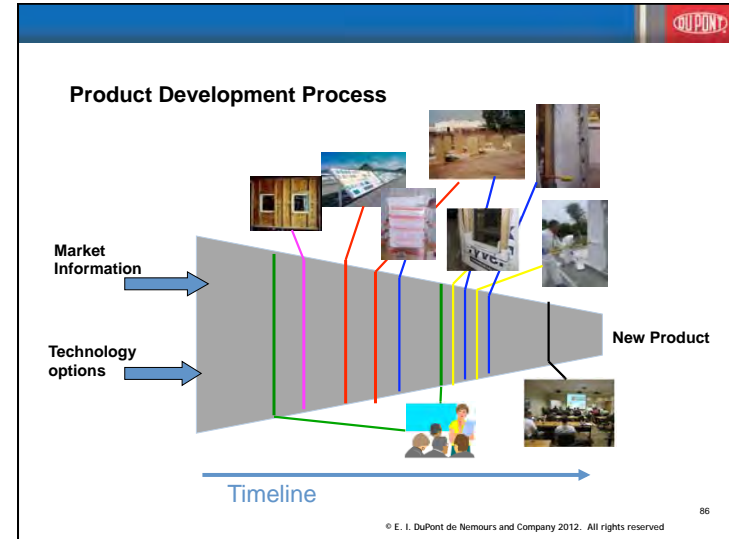 DUPONT
Product Development Process
Market
Information
Technology
options
New Product
Timeline
86
© E. I. DuPont de Nemours and Company 2012. All rights reserved